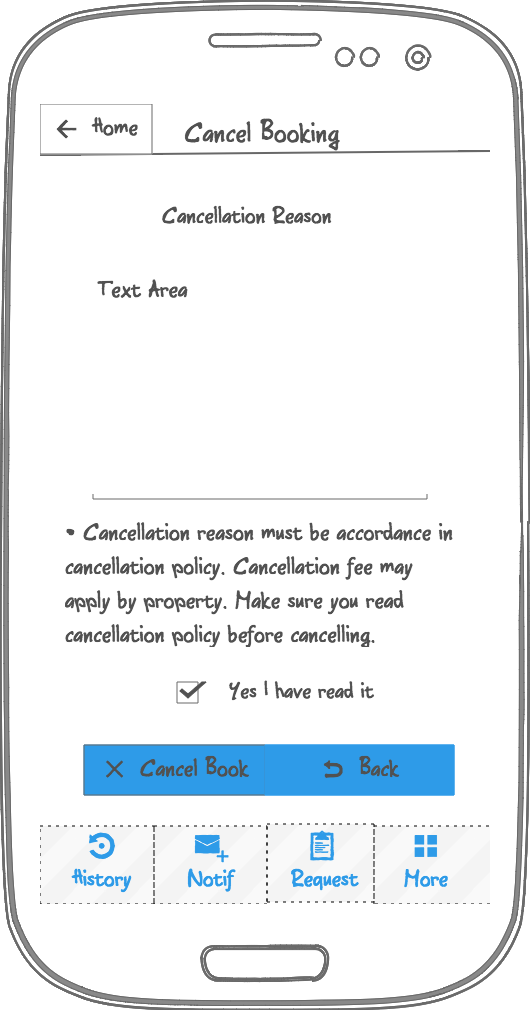 Home
Cancel Booking
Cancellation Reason
Text Area
• Cancellation reason must be accordance in
cancellation policy. Cancellation fee may
apply by property. Make sure you read
cancellation policy before cancelling.
Yes I have read it
Cancel Book Back
History Notif Request More